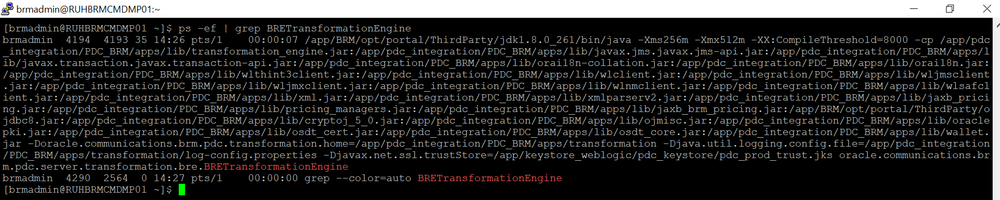 brmadmin@RUHBRMCMDMP01:~
[brmadmin@RUHBRMCMDMP01 ~]$ ps -ef | grep BRETransformationEngine
brmadmin  4194  4193 35 14:26 pts/1    00:00:07 /app/BRM/opt/portal/ThirdParty/jdk1.8.0_261/bin/java -Xms256m -Xmx512m -XX:CompileThreshold=8000 -cp /app/pdc
_integration/PDC_BRM/apps/lib/transformation_engine.jar:/app/pdc_integration/PDC_BRM/apps/lib/javax.jms.javax.jms-api.jar:/app/pdc_integration/PDC_BRM/apps/l
ib/javax.transaction.javax.transaction-api.jar:/app/pdc_integration/PDC_BRM/apps/lib/orai18n-collation.jar:/app/pdc_integration/PDC_BRM/apps/lib/orai18n.jar:
/app/pdc_integration/PDC_BRM/apps/lib/wlthint3client.jar:/app/pdc_integration/PDC_BRM/apps/lib/wlclient.jar:/app/pdc_integration/PDC_BRM/apps/lib/wljmsclient
.jar:/app/pdc_integration/PDC_BRM/apps/lib/wljmxclient.jar:/app/pdc_integration/PDC_BRM/apps/lib/wlnmclient.jar:/app/pdc_integration/PDC_BRM/apps/lib/wlsafcl
ient.jar:/app/pdc_integration/PDC_BRM/apps/lib/xml.jar:/app/pdc_integration/PDC_BRM/apps/lib/xmlparserv2.jar:/app/pdc_integration/PDC_BRM/apps/lib/jaxb_prici
ng.jar:/app/pdc_integration/PDC_BRM/apps/lib/pricing_managers.jar:/app/pdc_integration/PDC_BRM/apps/lib/jaxb_brm_pricing.jar:/app/BRM/opt/portal/ThirdParty/o
jdbc8.jar:/app/pdc_integration/PDC_BRM/apps/lib/cryptoj_5_0.jar:/app/pdc_integration/PDC_BRM/apps/lib/ojmisc.jar:/app/pdc_integration/PDC_BRM/apps/lib/oracle
pki.jar:/app/pdc_integration/PDC_BRM/apps/lib/osdt_cert.jar:/app/pdc_integration/PDC_BRM/apps/lib/osdt_core.jar:/app/pdc_integration/PDC_BRM/apps/lib/wallet.
jar -Doracle.communications.brm.pdc.transformation.home=/app/pdc_integration/PDC_BRM/apps/transformation -Djava.util.logging.config.file=/app/pdc_integration
/PDC_BRM/apps/transformation/log-config.properties -Djavax.net.ssl.trustStore=/app/keystore_weblogic/pdc_keystore/pdc_prod_trust.jks oracle.communications.br
m.pdc.server.transformation.bre.BRETransformationEngine
brmadmin  4290  2564  0 14:27 pts/1    00:00:00 grep --color=auto BRETransformationEngine
[brmadmin@RUHBRMCMDMP01 ~]$